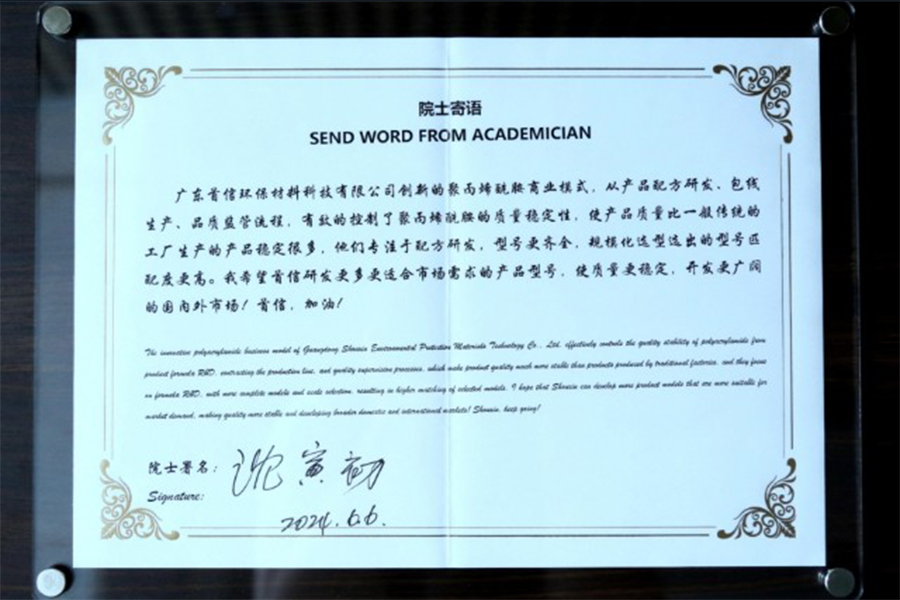 院士寄语
SEND WORD FROM ACADEMICIAN
广东首信环保材料科技有限公司创新的聚丙烯酰胺商业模式，从产品配方研发、包线
生产、品质监管流程，有效的控制了聚丙烯酰胺的质量稳定性，使产品质量比一般传统的
工厂生产的产品稳定很多，他们专注于配方研发，型号更齐全，规模化选型选出的型号匹
配度更高。我希望首信研发更多更适合市场需求的产品型号，使质量更稳定，开发更广阔
的国内外市场！首信，加油！
The innovative polyacrylamide business model of Guangdong Shouxin Environmental Protection Materials Technology Co., Ltd. effectively controls the quality stability of polyacrylamide from
product formula R&D, contracting the production line, and quality supervision processes, which make product quality much more stable than products produced by traditional factories, and they focus
on formula R&D, with more complete models and scale selection, resulting in higher matching of selected models. I hope that Shouxin can develop more product models that are more suitable for
market demand, making quality more stable and developing broader domestic and international markets! Shouxin, keep going!
院士署名：沈寅初
Signature:
2024.6.6.